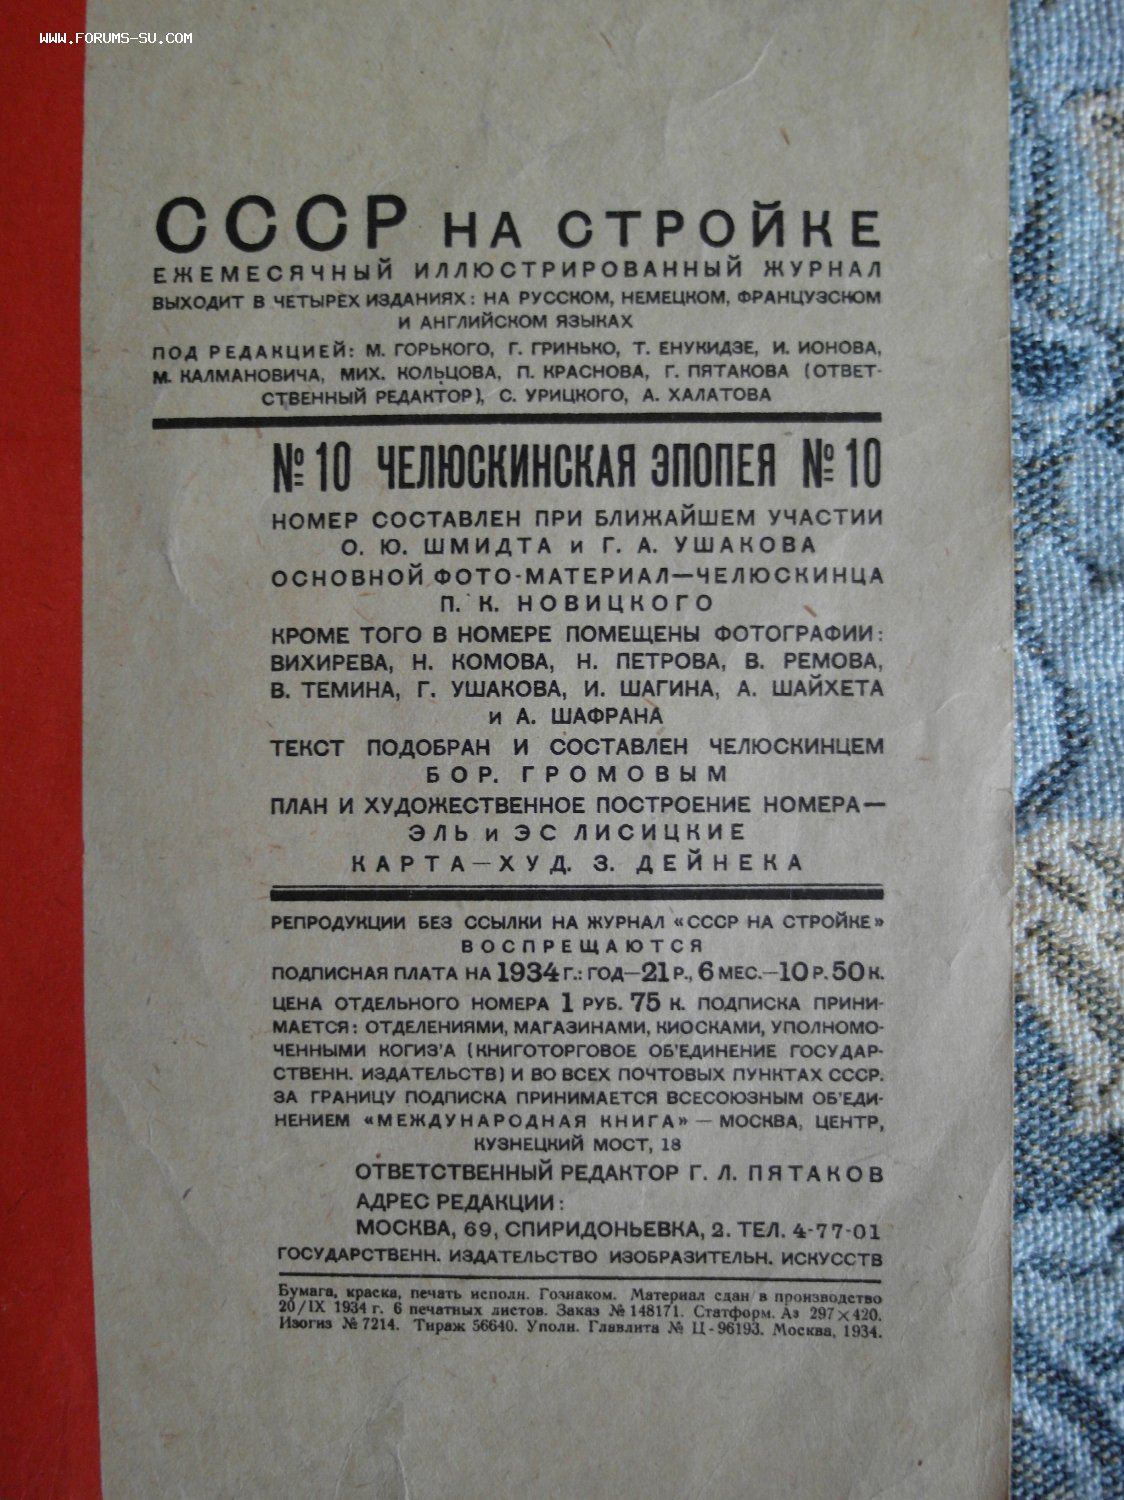 WWW.FORUMS-SU.COM
СССР НА СТРОЙКЕ
ЕЖЕМЕСЯЧНЫЙ ИЛЛЮСТРИРОВАННЫЙ ЖУРНАЛ
ВЫХОДИТ В ЧЕТЫРЕХ ИЗДАНИЯХ: НА РУССКОМ, НЕМЕЦКОМ, ФРАНЦУЗСКОМ
И АНГЛИЙСКОМ ЯЗЫКАХ
ПОД РЕДАКЦИЕЙ: М. ГОРЬКОГО, Г. ГРИНЬКО, Т. ЕНУКИДЗЕ, И. ИОНОВА,
М. КАЛМАНОВИЧА, МИХ. КОЛЬЦОВА, П. КРАСНОВА, Г. ПЯТАКОВА (ОТВЕТ-
СТВЕННЫЙ РЕДАКТОР), С. УРИЦКОГО, А. ХАЛАТОВА
№ 10 ЧЕЛЮСКИНСКАЯ ЭПОПЕЯ № 10
НОМЕР СОСТАВЛЕН ПРИ БЛИЖАЙШЕМ УЧАСТИИ
О. Ю. ШМИДТА и Г. А. УШАКОВА
ОСНОВНОЙ ФОТО-МАТЕРИАЛ—ЧЕЛЮСКИНЦА
П. К. НОВИЦКОГО
КРОМЕ ТОГО В НОМЕРЕ ПОМЕЩЕНЫ ФОТОГРАФИИ:
ВИХИРЕВА, Н. КОМОВА, Н. ПЕТРОВА, В. РЕМОВА,
В. ТЕМИНА, Г. УШАКОВА, И. ШАГИНА, А. ШАЙХЕТА
и А. ШАФРАНА
ТЕКСТ ПОДОБРАН И СОСТАВЛЕН ЧЕЛЮСКИНЦЕМ
БОР. ГРОМОВЫМ
ПЛАН И ХУДОЖЕСТВЕННОЕ ПОСТРОЕНИЕ НОМЕРА—
ЭЛЬ и ЭС ЛИСИЦКИЕ
КАРТА—ХУД. З. ДЕЙНЕКА
РЕПРОДУКЦИИ БЕЗ ССЫЛКИ НА ЖУРНАЛ «СССР НА СТРОЙКЕ»
ВОСПРЕЩАЮТСЯ
ПОДПИСНАЯ ПЛАТА НА 1934 Г.: ГОД—21 Р., 6 МЕС.—10 Р. 50 К.
ЦЕНА ОТДЕЛЬНОГО НОМЕРА 1 РУБ. 75 К. ПОДПИСКА ПРИНИ-
МАЕТСЯ: ОТДЕЛЕНИЯМИ, МАГАЗИНАМИ, КИОСКАМИ, УПОЛНОМО-
ЧЕННЫМИ КОГИЗ'А (КНИГОТОРГОВОЕ ОБ'ЕДИНЕНИЕ ГОСУДАР-
СТВЕНН. ИЗДАТЕЛЬСТВ) И ВО ВСЕХ ПОЧТОВЫХ ПУНКТАХ СССР.
ЗА ГРАНИЦУ ПОДПИСКА ПРИНИМАЕТСЯ ВСЕСОЮЗНЫМ ОБ'ЕДИ-
НЕНИЕМ «МЕЖДУНАРОДНАЯ КНИГА» — МОСКВА, ЦЕНТР,
КУЗНЕЦКИЙ МОСТ, 18
ОТВЕТСТВЕННЫЙ РЕДАКТОР Г. Л. ПЯТАКОВ
АДРЕС РЕДАКЦИИ:
МОСКВА, 69, СПИРИДОНЬЕВКА, 2. ТЕЛ. 4-77-01
ГОСУДАРСТВЕНН. ИЗДАТЕЛЬСТВО ИЗОБРАЗИТЕЛЬН. ИСКУССТВ
Бумага, краска, печать исполн. Гознаком. Материал сдан в производство
20/IX 1934 г. 6 печатных листов. Заказ № 148171. Статформ. Аз 297×420.
Изогиз № 7214. Тираж 56640. Уполн. Главлита № Ц-96193. Москва, 1934.